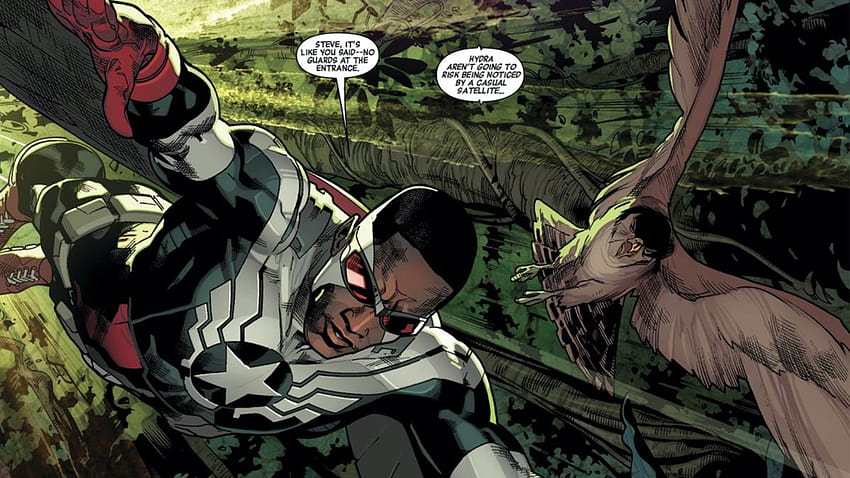 STEVE, IT'S
LIKE YOU SAID--NO
GUARDS AT THE
ENTRANCE.
HYDRA
AREN'T GOING TO
RISK BEING NOTICED
BY A CASUAL
SATELLITE...